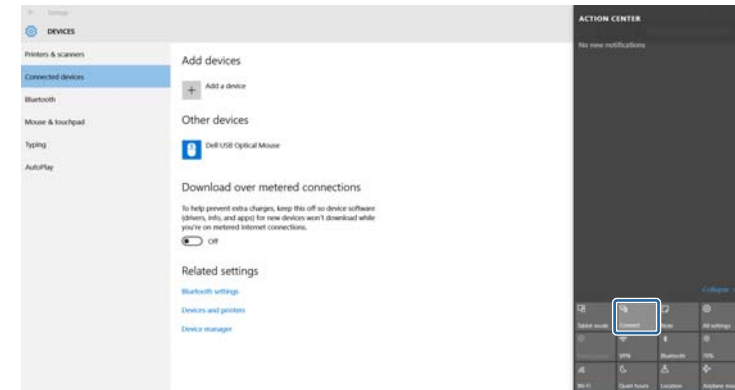 Settings
DEVICES
Printers & scanners
Connected devices
Bluetooth
Mouse & touchpad
Typing
AutoPlay
Add devices
Add a device
Other devices
Dell USB Optical Mouse
Download over metered connections
To help prevent extra charges, keep this off so device software
(drivers, info, and apps) for new devices won't download while
you're on metered Internet connections.
Off
Related settings
Bluetooth settings
Devices and printers
Device manager
ACTION CENTER
No new notifications
Collapse
Tablet mode
Connect
Note
All settings
VPN
Bluetooth
Wi-Fi
Quiet hours
Location
Airplane mo